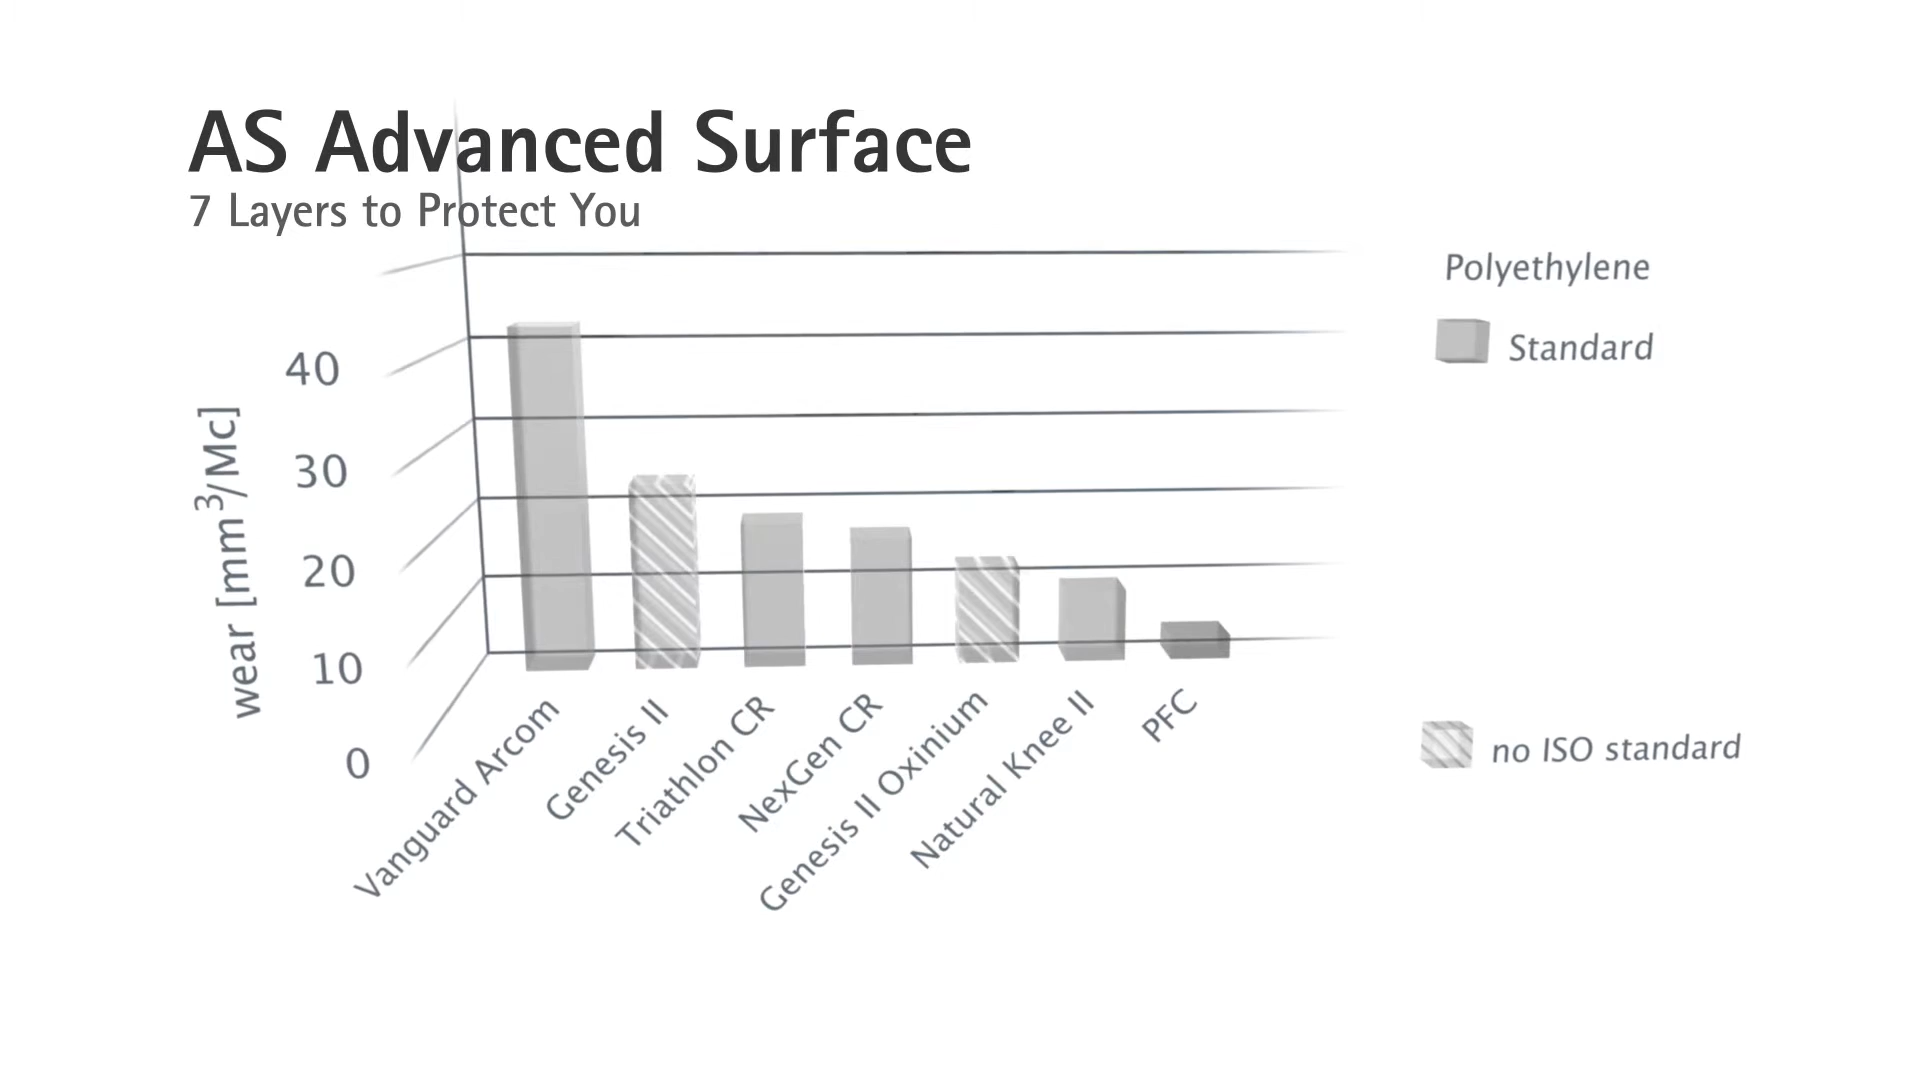 AS Advanced Surface
7 Layers to Protect You
wear [mm³/Mc]
40
30
20
10
0
Vanguard Arcom
Genesis II
Triathlon CR
NexGen CR
Genesis II Oxinium
Natural Knee II
PFC
Polyethylene
Standard
no ISO standard